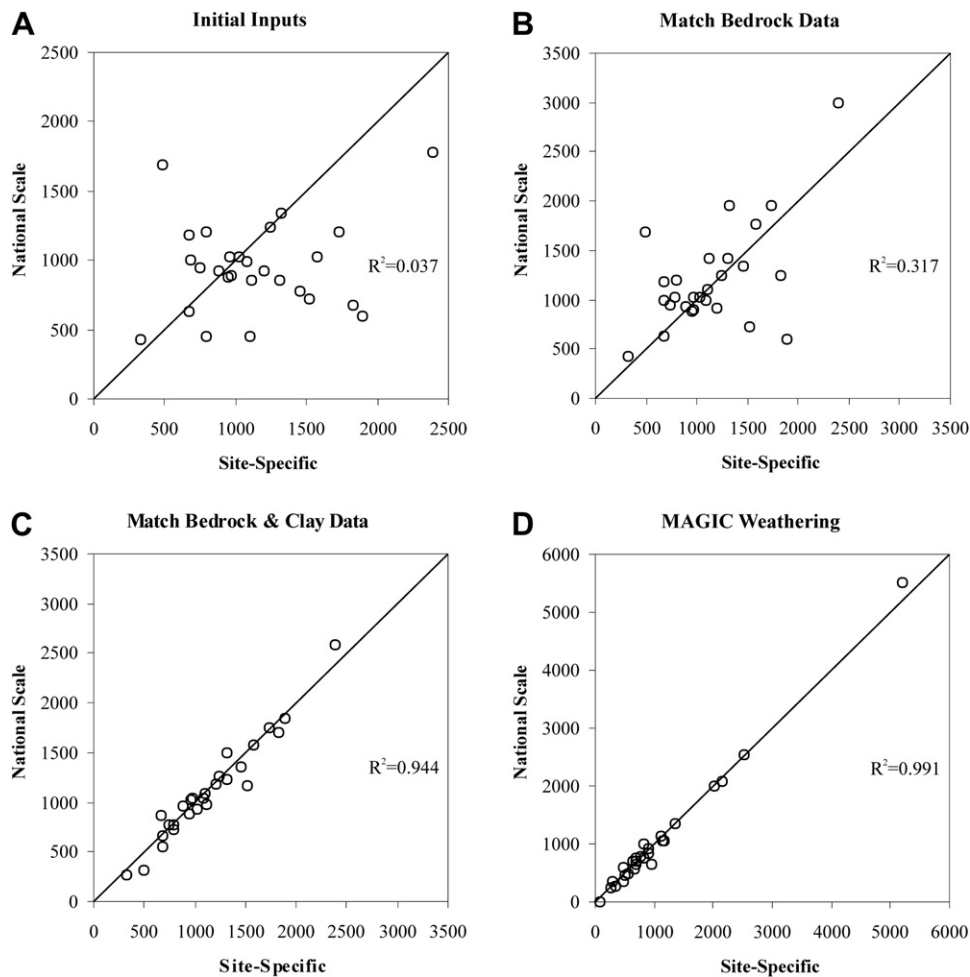 A
Initial Inputs
2500
2000
1500
1000
500
0
0 500 1000 1500 2000 2500
National Scale
Site-Specific
R²=0.037
B
Match Bedrock Data
3500
3000
2500
2000
1500
1000
500
0
0 500 1000 1500 2000 2500 3000 3500
National Scale
Site-Specific
R²=0.317
C
Match Bedrock & Clay Data
3500
3000
2500
2000
1500
1000
500
0
0 500 1000 1500 2000 2500 3000 3500
National Scale
Site-Specific
R²=0.944
D
MAGIC Weathering
6000
5000
4000
3000
2000
1000
0
0 1000 2000 3000 4000 5000 6000
National Scale
Site-Specific
R²=0.991